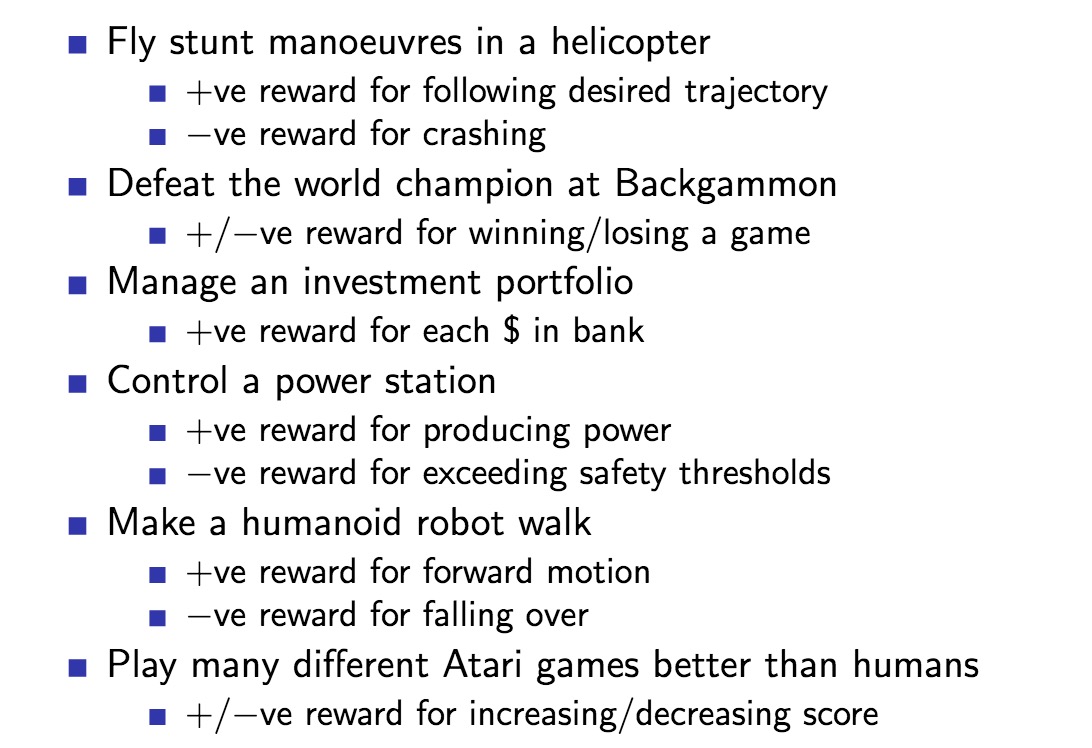 Fly stunt manoeuvres in a helicopter
+ve reward for following desired trajectory
−ve reward for crashing
Defeat the world champion at Backgammon
+/−ve reward for winning/losing a game
Manage an investment portfolio
+ve reward for each $ in bank
Control a power station
+ve reward for producing power
−ve reward for exceeding safety thresholds
Make a humanoid robot walk
+ve reward for forward motion
−ve reward for falling over
Play many different Atari games better than humans
+/−ve reward for increasing/decreasing score